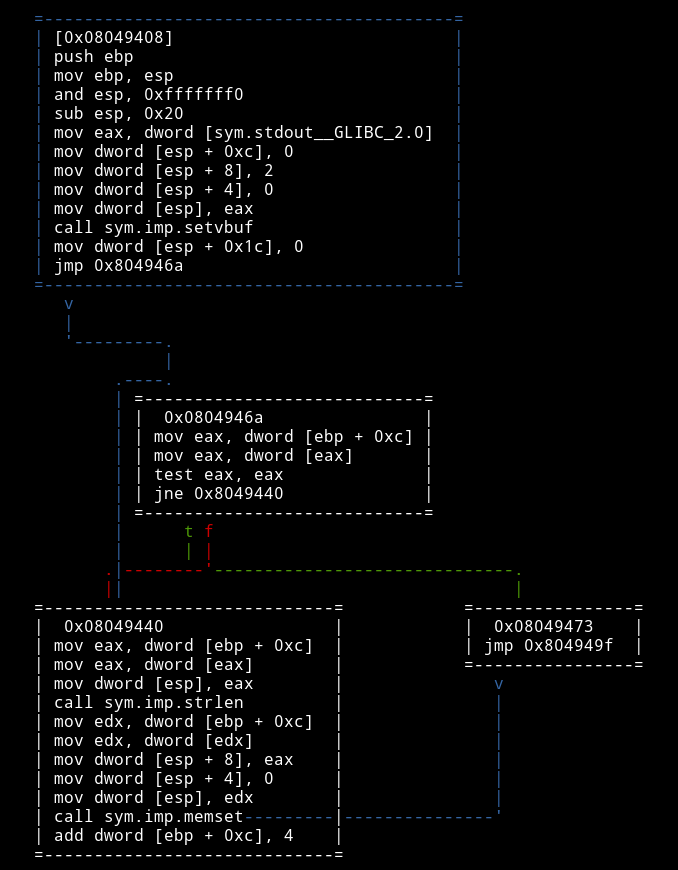 [0x08049408]
push ebp
mov ebp, esp
and esp, 0xfffffff0
sub esp, 0x20
mov eax, dword [sym.stdout__GLIBC_2.0]
mov dword [esp + 0xc], 0
mov dword [esp + 8], 2
mov dword [esp + 4], 0
mov dword [esp], eax
call sym.imp.setvbuf
mov dword [esp + 0x1c], 0
jmp 0x804946a
v
0x0804946a
mov eax, dword [ebp + 0xc]
mov eax, dword [eax]
test eax, eax
jne 0x8049440
t f
0x08049440
mov eax, dword [ebp + 0xc]
mov eax, dword [eax]
mov dword [esp], eax
call sym.imp.strlen
mov edx, dword [ebp + 0xc]
mov edx, dword [edx]
mov dword [esp + 8], eax
mov dword [esp + 4], 0
mov dword [esp], edx
call sym.imp.memset
add dword [ebp + 0xc], 4
0x08049473
jmp 0x804949f
v